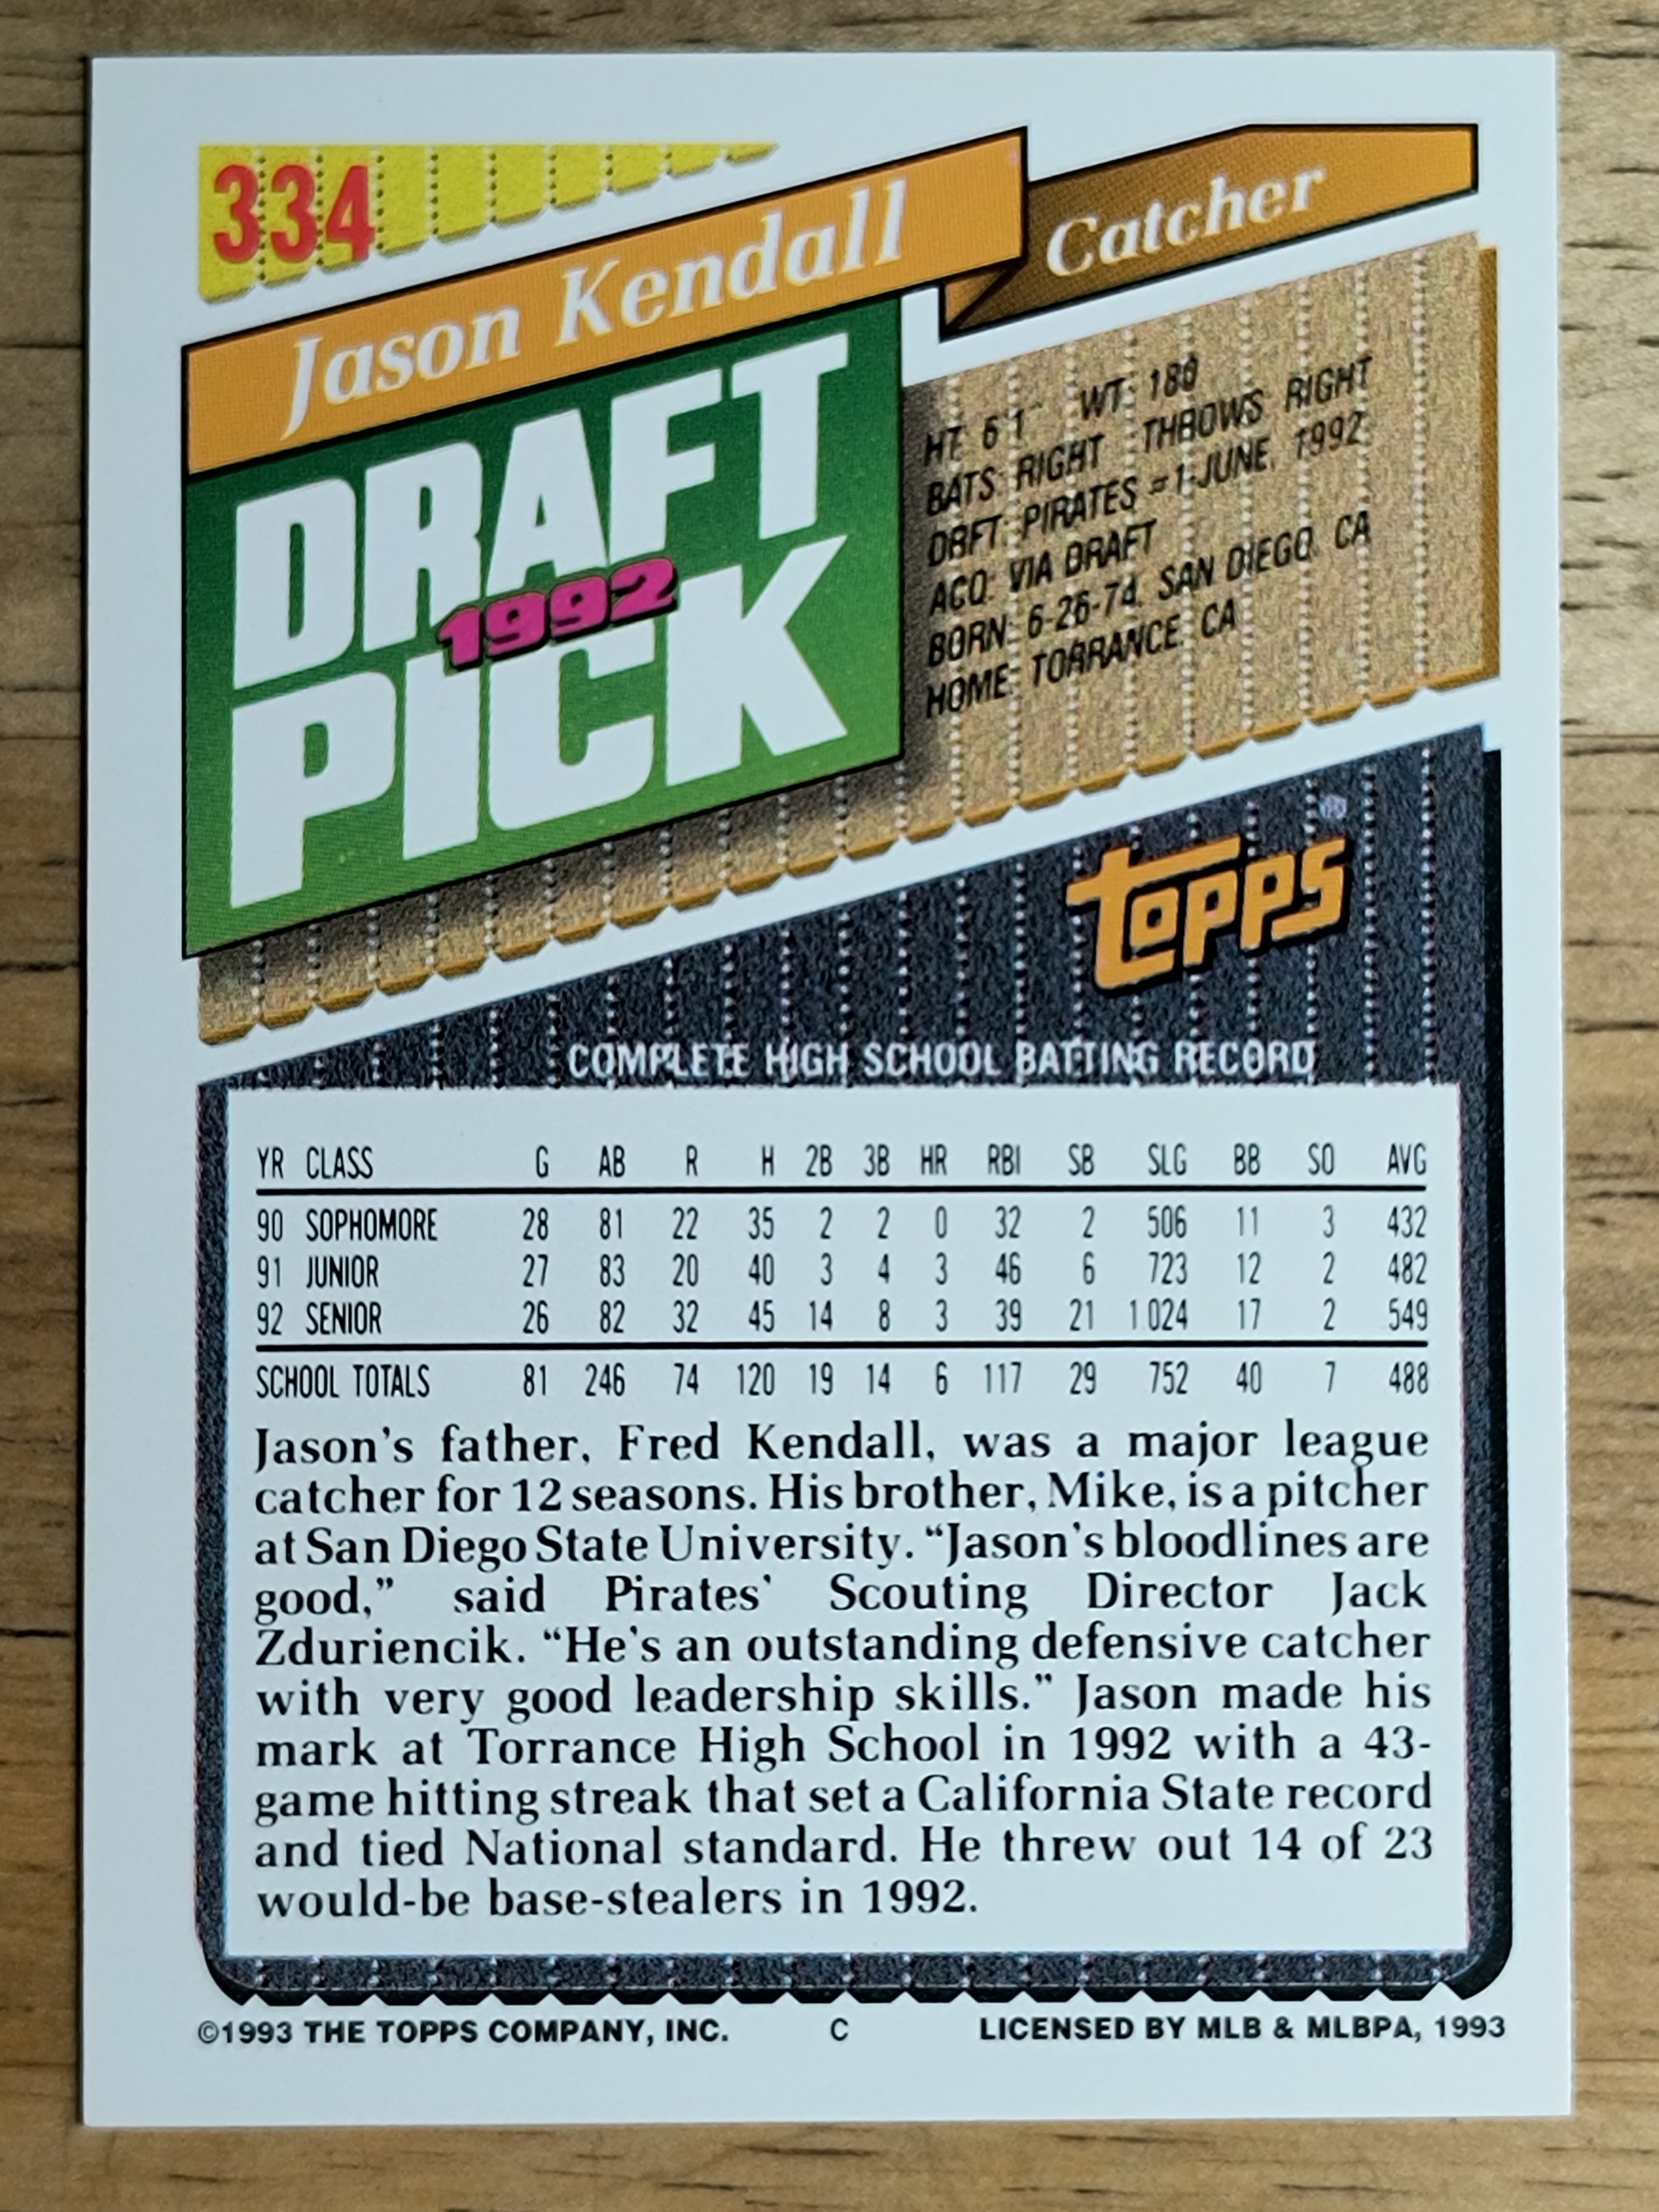 334
Jason Kendall
Catcher
DRAFT
1992
PICK
HT: 6'1" WT: 180
BATS: RIGHT THROWS: RIGHT
DRFT: PIRATES #1-JUNE, 1992
ACQ: VIA DRAFT
BORN: 6-26-74, SAN DIEGO, CA
HOME: TORRANCE, CA
TOPPS®
COMPLETE HIGH SCHOOL BATTING RECORD
YR CLASS G AB R H 2B 3B HR RBI SB SLG BB SO AVG
90 SOPHOMORE 28 81 22 35 2 2 0 32 2 506 11 3 432
91 JUNIOR 27 83 20 40 3 4 3 46 6 723 12 2 482
92 SENIOR 26 82 32 45 14 8 3 39 21 1.024 17 2 .549
SCHOOL TOTALS 81 246 74 120 19 14 6 117 29 752 40 7 488
Jason's father, Fred Kendall, was a major league
catcher for 12 seasons. His brother, Mike, is a pitcher
at San Diego State University. “Jason's bloodlines are
good,” said Pirates' Scouting Director Jack
Zduriencik. “He's an outstanding defensive catcher
with very good leadership skills.” Jason made his
mark at Torrance High School in 1992 with a 43-
game hitting streak that set a California State record
and tied National standard. He threw out 14 of 23
would-be base-stealers in 1992.
©1993 THE TOPPS COMPANY, INC. C LICENSED BY MLB & MLBPA, 1993